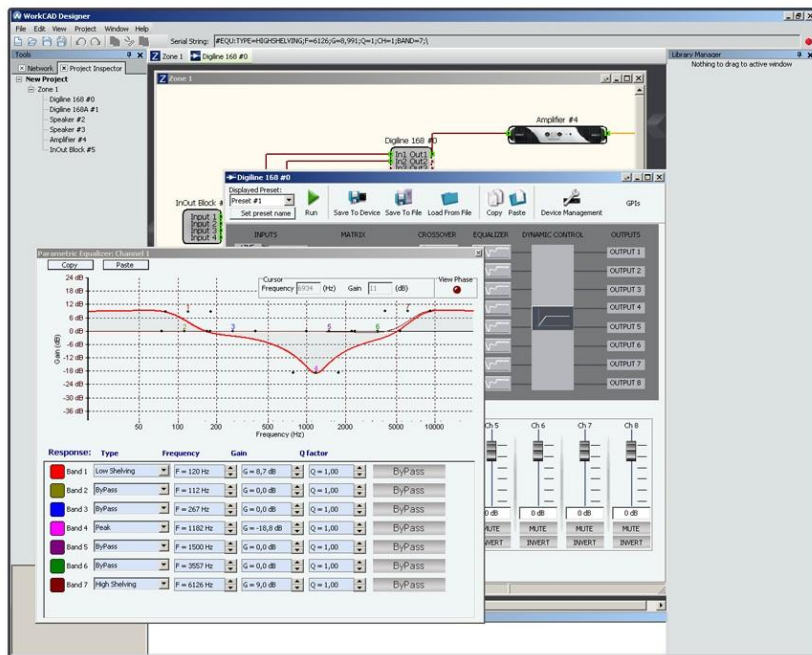 WorkCAD Designer
File Edit View Project Window Help
Serial String: #EQU:TYPE=HIGHSHELVING;F=6126;G=8,991;Q=1;CH=1;BAND=7;\
Tools
Network Project Inspector
New Project
Zone 1
Digiline 168 #0
Digiline 168A #1
Speaker #2
Speaker #3
Amplifier #4
InOut Block #5
Z Zone 1 Digiline 168 #0
Z Zone 1
Library Manager
Nothing to drag to active window
Amplifier #4
Digiline 168 #0
In1 Out1
In2 Out2
InOut Block #
Input 1
Input 2
Input 3
Input 4
Digiline 168 #0
Displayed Preset:
Preset #1
Set preset name
Run
Save To Device
Save To File
Load From File
Copy
Paste
Device Management
GPIs
INPUTS MATRIX CROSSOVER EQUALIZER DYNAMIC CONTROL OUTPUTS
OUTPUT 1
OUTPUT 2
OUTPUT 3
OUTPUT 4
OUTPUT 5
OUTPUT 6
OUTPUT 7
OUTPUT 8
Ch 5 Ch 6 Ch 7 Ch 8
0 dB 0 dB 0 dB 0 dB
MUTE MUTE MUTE MUTE
INVERT INVERT INVERT INVERT
Parametric Equalizer: Channel 1
Copy Paste
Cursor
Frequency 6934 (Hz) Gain 11 (dB)
View Phase
24 dB
18 dB
12 dB
6 dB
0 dB
-6 dB
-12 dB
-18 dB
-24 dB
-30 dB
-36 dB
Gain (dB)
1 2 3 4 5 6 7
50 100 200 500 1000 2000 5000 10000
Frequency (Hz)
Response: Type Frequency Gain Q factor
Band 1 Low Shelving F = 120 Hz G = 8,7 dB Q = 1,00 ByPass
Band 2 ByPass F = 112 Hz G = 0,0 dB Q = 1,00 ByPass
Band 3 ByPass F = 267 Hz G = 0,0 dB Q = 1,00 ByPass
Band 4 Peak F = 1182 Hz G = -18,8 dB Q = 1,00 ByPass
Band 5 ByPass F = 1500 Hz G = 0,0 dB Q = 1,00 ByPass
Band 6 ByPass F = 3557 Hz G = 0,0 dB Q = 1,00 ByPass
Band 7 High Shelving F = 6126 Hz G = 9,0 dB Q = 1,00 ByPass